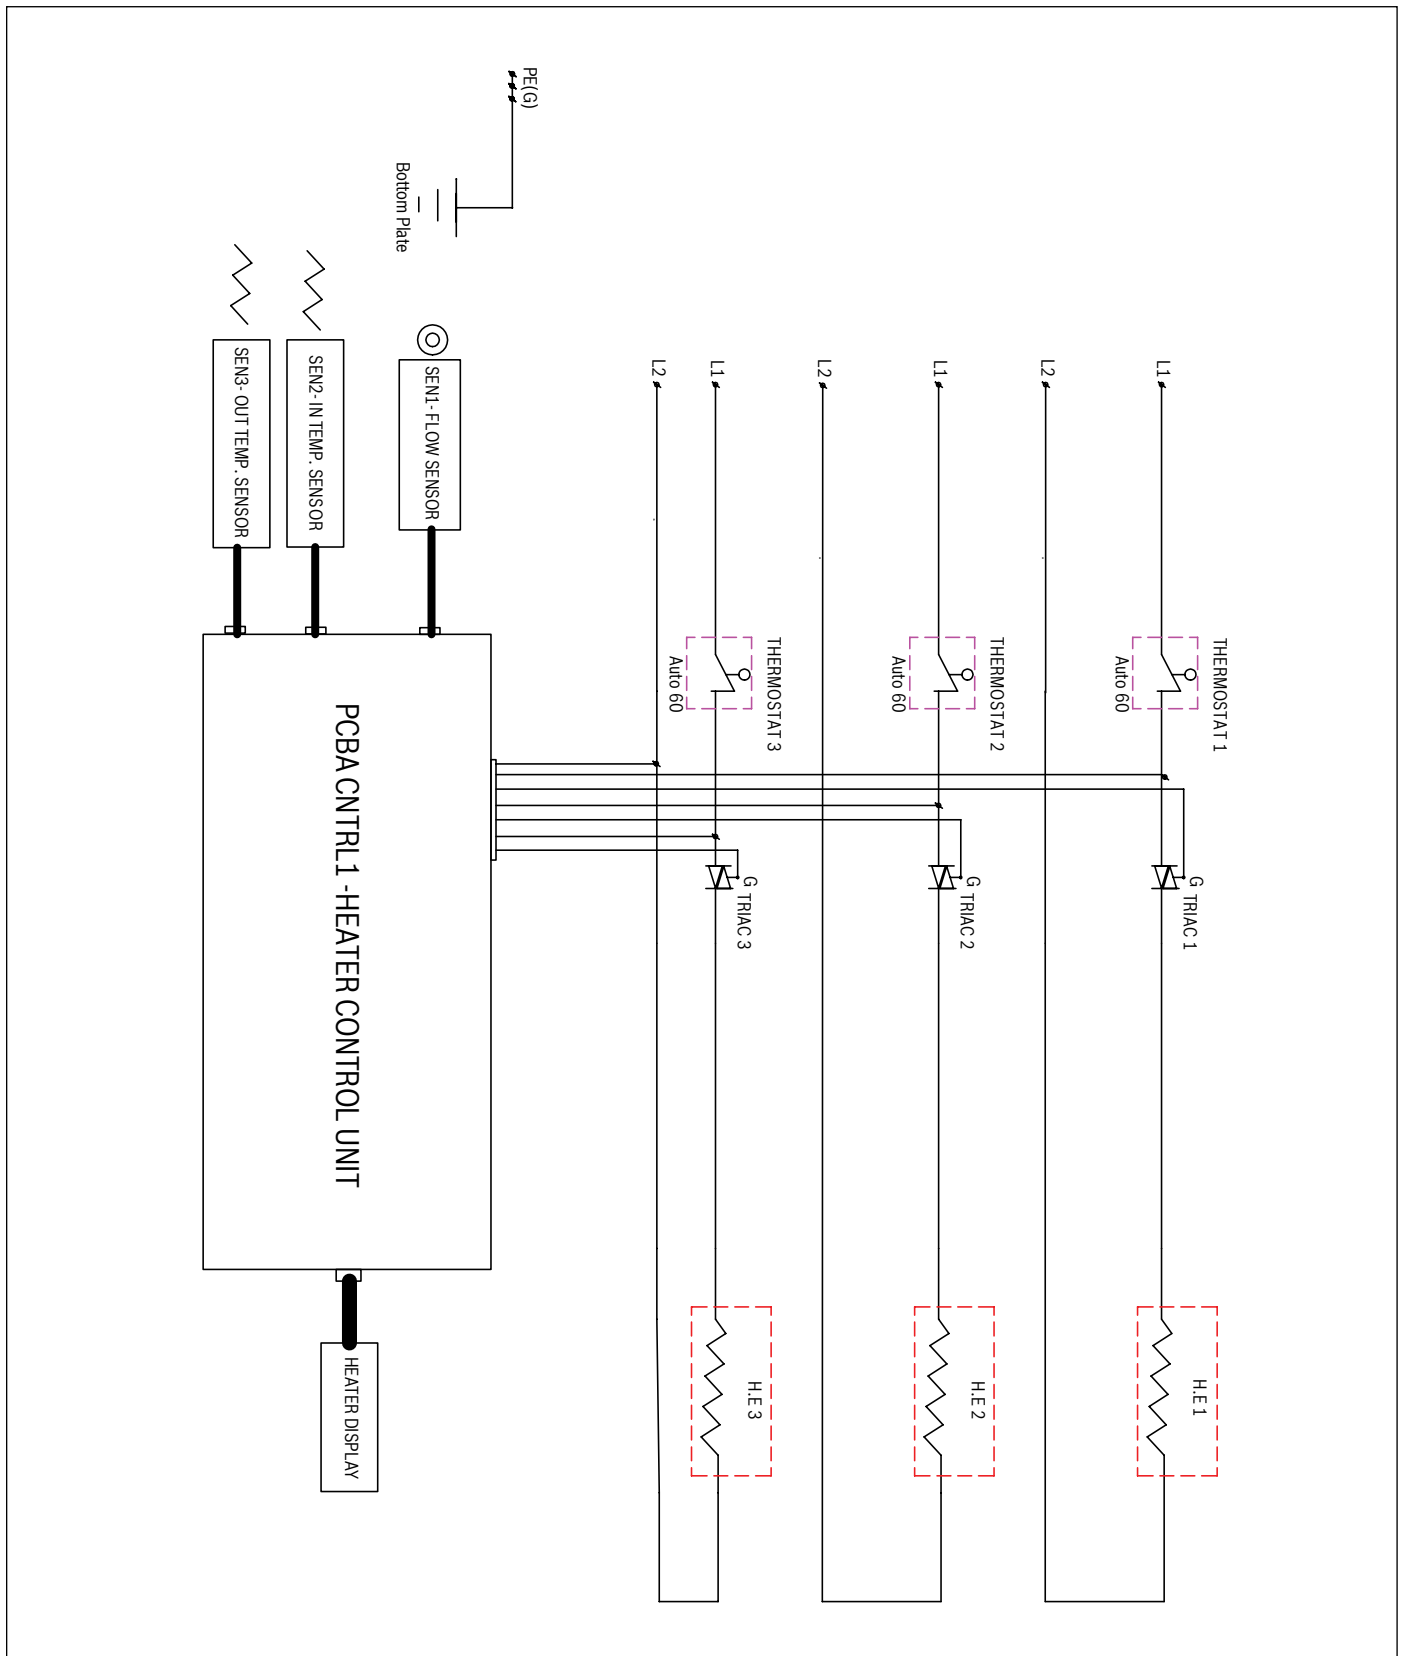 L1
THERMOSTAT 1
Auto 60
G
TRIAC 1
H.E 1
L2
L1
THERMOSTAT 2
Auto 60
G
TRIAC 2
H.E 2
L2
L1
THERMOSTAT 3
Auto 60
G
TRIAC 3
H.E 3
L2
PE(G)
Bottom Plate
SEN1- FLOW SENSOR
SEN2- IN TEMP. SENSOR
SEN3- OUT TEMP. SENSOR
PCBA CNTRL1 -HEATER CONTROL UNIT
HEATER DISPLAY